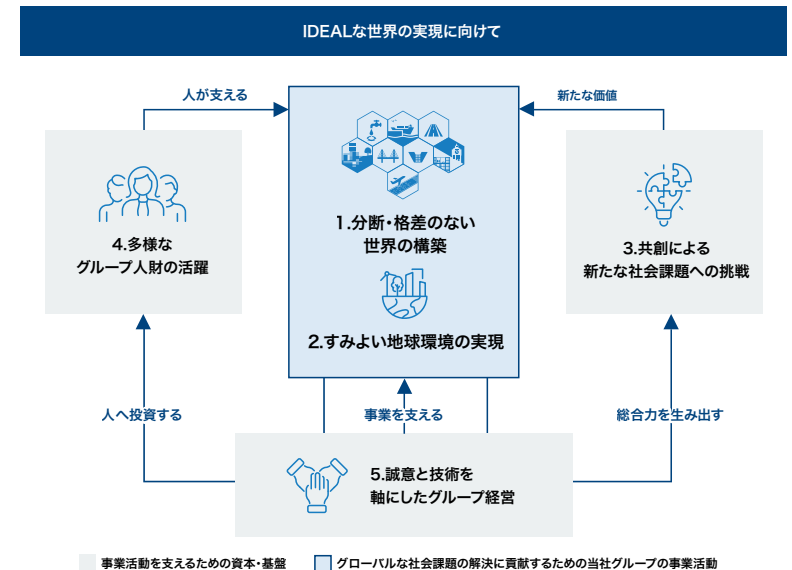 IDEALな世界の実現に向けて
人が支える
新たな価値
1.分断・格差のない
世界の構築
4.多様な
グループ人財の活躍
3.共創による
新たな社会課題への挑戦
2.すみよい地球環境の実現
人へ投資する
事業を支える
総合力を生み出す
5.誠意と技術を
軸にしたグループ経営
事業活動を支えるための資本・基盤
グローバルな社会課題の解決に貢献するための当社グループの事業活動